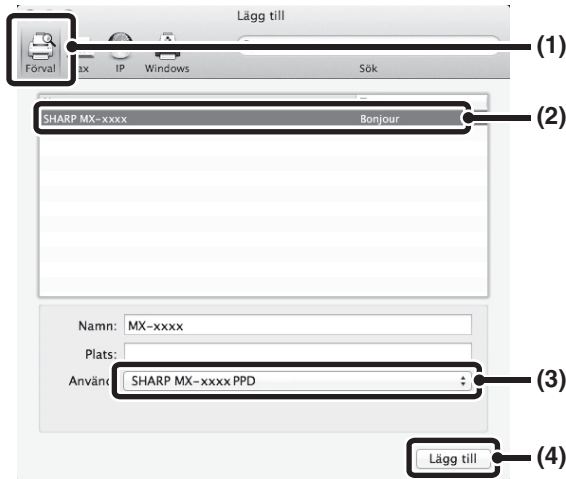 Lägg till
(1)
Förval ax IP Windows Sök
SHARP MX-xxxx Bonjour
(2)
Namn: MX-xxxx
Plats:
Använd SHARP MX-xxxx PPD
(3)
Lägg till
(4)